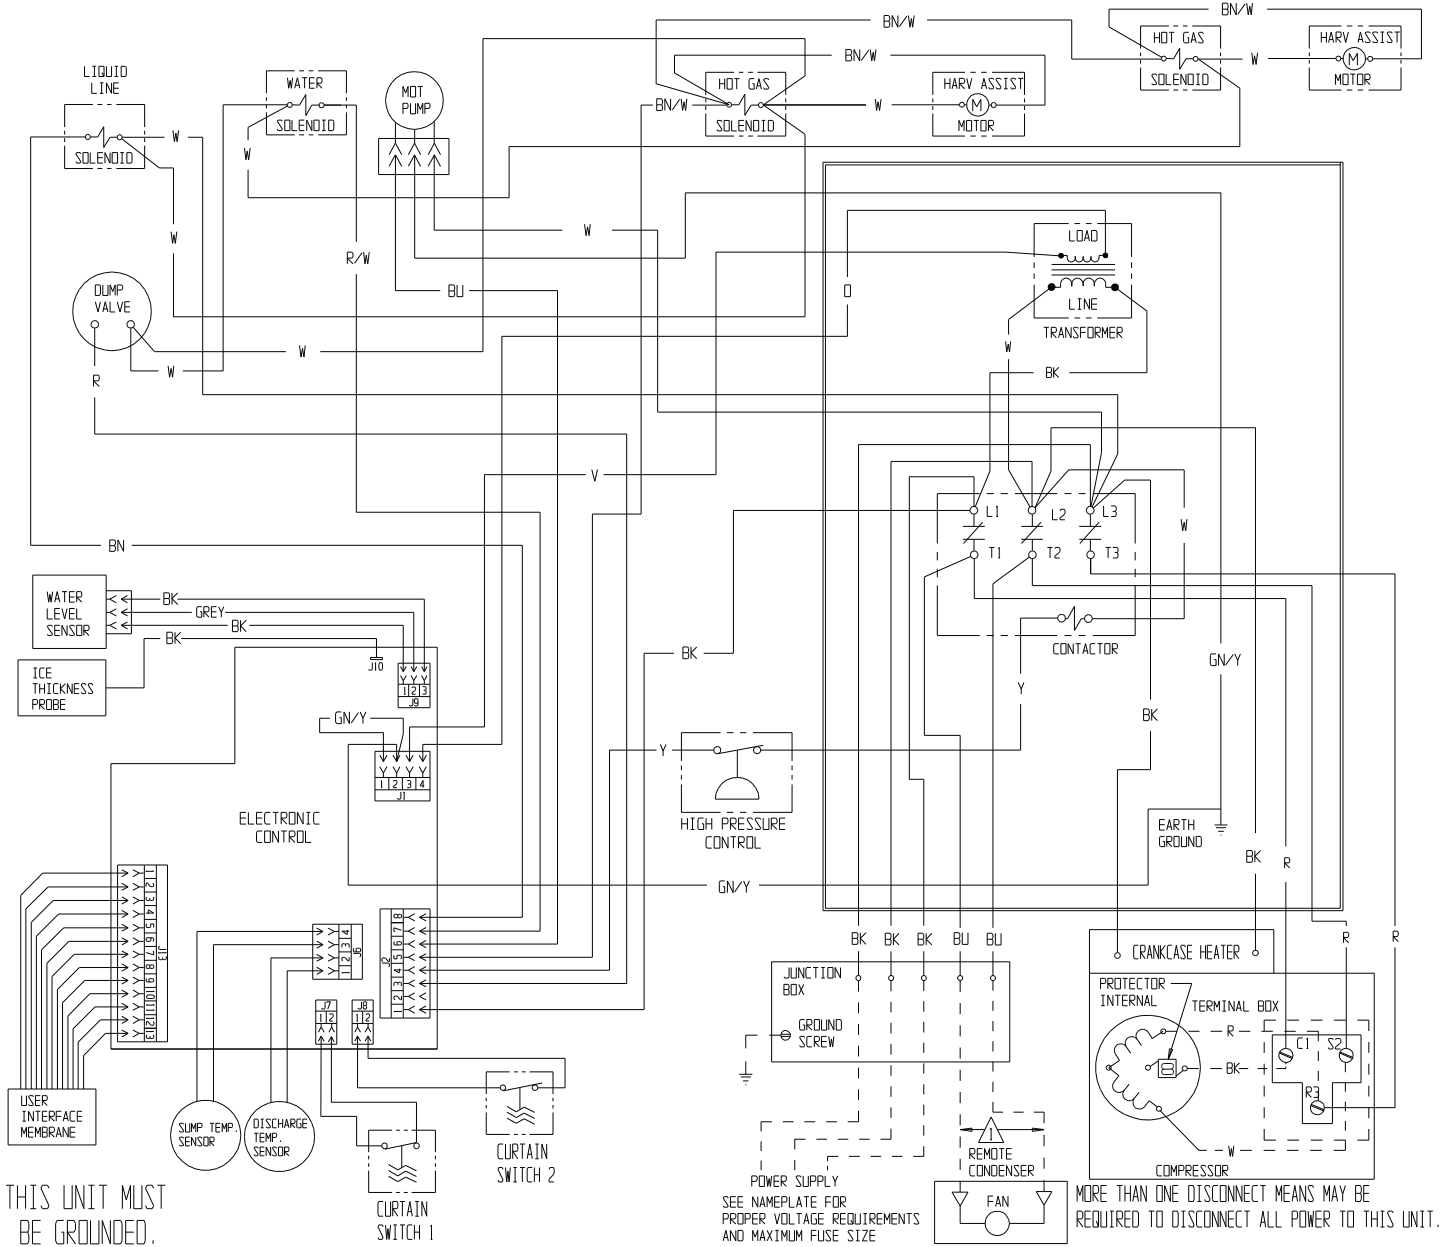 BN/W
BN/W
HOT GAS
SOLENOID
W
HARV ASSIST
M
MOTOR
LIQUID
LINE
SOLENOID
W
W
WATER
SOLENOID
W
MOT
PUMP
BN/W
BN/W
HOT GAS
SOLENOID
W
HARV ASSIST
M
MOTOR
R/W
W
BU
DUMP
VALVE
R
W
W
LOAD
LINE
TRANSFORMER
O
W
BK
V
BN
L1
L2
L3
T1
T2
T3
W
CONTACTOR
WATER
LEVEL
SENSOR
BK
GREY
BK
BK
ICE
THICKNESS
PROBE
J10
1 2 3
J9
GN/Y
1 2 3 4
J1
BK
Y
Y
GN/Y
BK
HIGH PRESSURE
CONTROL
ELECTRONIC
CONTROL
EARTH
GROUND
GN/Y
BK
R
1 2 3 4 5 6 7 8 9 10 11 12 13
J13
4 3 2 1
J6
8 7 6 5 4 3 2 1
J2
J7
1 2
J8
1 2
BK
BK
BK
BU
BU
R
R
JUNCTION
BOX
GROUND
SCREW
CRANKCASE HEATER
PROTECTOR
INTERNAL
TERMINAL BOX
R
BK
W
C1
S2
R3
COMPRESSOR
USER
INTERFACE
MEMBRANE
SUMP TEMP.
SENSOR
DISCHARGE
TEMP.
SENSOR
CURTAIN
SWITCH 2
CURTAIN
SWITCH 1
1
REMOTE
CONDENSER
FAN
POWER SUPPLY
SEE NAMEPLATE FOR
PROPER VOLTAGE REQUIREMENTS
AND MAXIMUM FUSE SIZE
THIS UNIT MUST
BE GROUNDED.
MORE THAN ONE DISCONNECT MEANS MAY BE
REQUIRED TO DISCONNECT ALL POWER TO THIS UNIT.